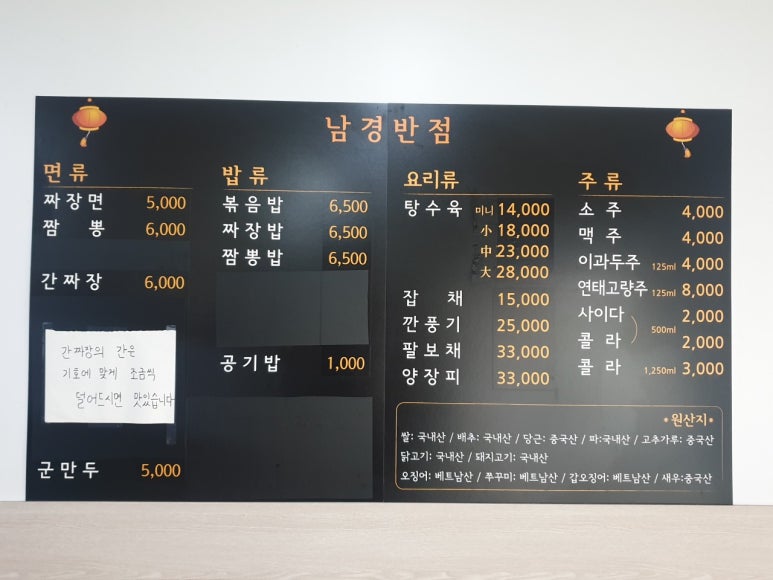 남경반점
면류
짜장면 5,000
짬 뽕 6,000
간짜장 6,000
간짜장의 간은
기호에 맞게 조금씩
덜어드시면 맛있습니다
군만두 5,000
밥류
볶음밥 6,500
짜장밥 6,500
짬뽕밥 6,500
공기밥 1,000
요리류
탕수육 미니 14,000
小 18,000
中 23,000
大 28,000
잡 채 15,000
깐풍기 25,000
팔보채 33,000
양장피 33,000
주류
소 주 4,000
맥 주 4,000
이과두주 125ml 4,000
연태고량주 125ml 8,000
사이다 2,000
500ml
콜 라 2,000
콜 라 1,250ml 3,000
*원산지*
쌀: 국내산 / 배추: 국내산 / 당근: 중국산 / 파:국내산 / 고추가루: 중국산
닭고기: 국내산 / 돼지고기: 국내산
오징어: 베트남산 / 쭈꾸미: 베트남산 / 갑오징어: 베트남산 / 새우:중국산